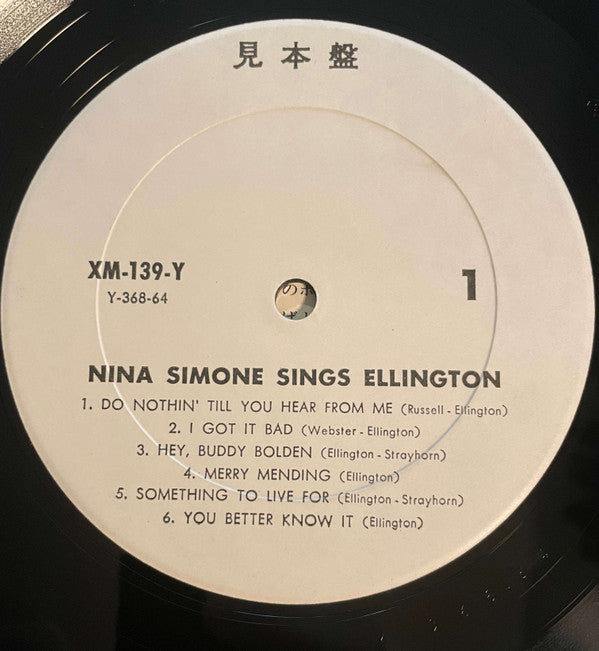 見本盤
XM-139-Y
1
Y-368-64
NINA SIMONE SINGS ELLINGTON
1. DO NOTHIN' TILL YOU HEAR FROM ME (Russell - Ellington)
2. I GOT IT BAD (Webster - Ellington)
3. HEY, BUDDY BOLDEN (Ellington - Strayhorn)
4. MERRY MENDING (Ellington)
5. SOMETHING TO LIVE FOR (Ellington - Strayhorn)
6. YOU BETTER KNOW IT (Ellington)